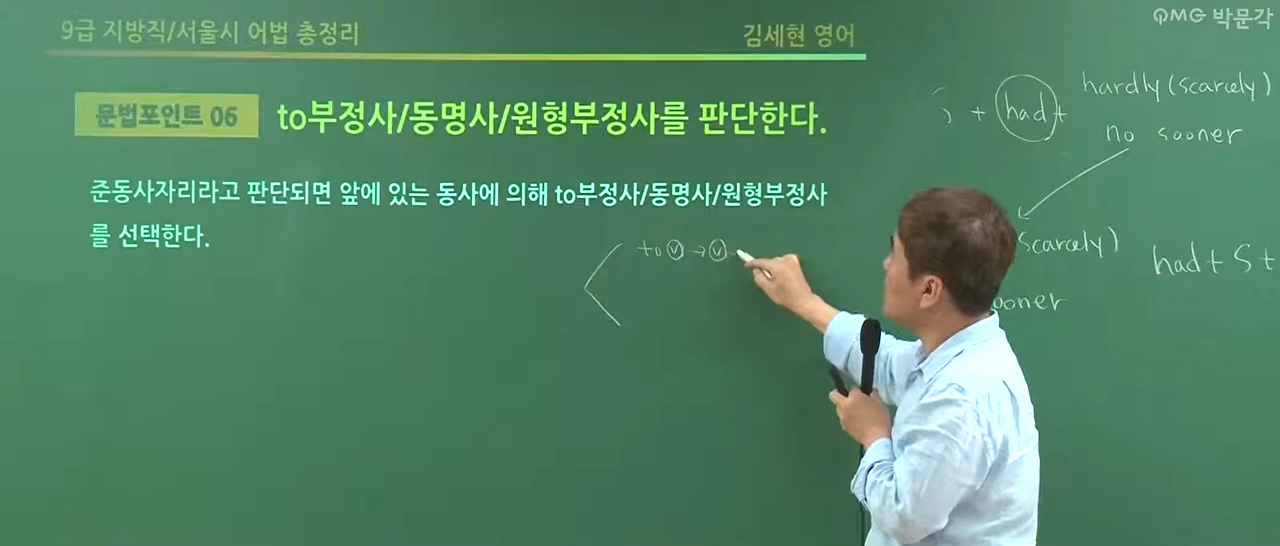 9급 지방직/서울시 어법 총정리
김세현 영어
PMG 박문각
문법포인트 06
to부정사/동명사/원형부정사를 판단한다.
준동사자리라고 판단되면 앞에 있는 동사에 의해 to부정사/동명사/원형부정사
를 선택한다.
to ⓥ → ⓥ
+ had +
hardly (scarcely)
no sooner
scarcely)
ooner
had + S +